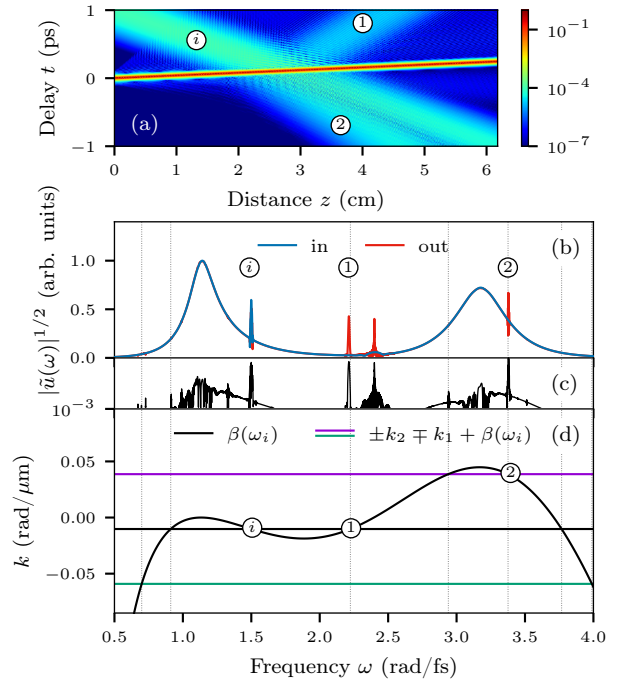 1
i
2
(a)
1
0
−1
Delay t (ps)
0 1 2 3 4 5 6
Distance z (cm)
10⁻¹
10⁻⁴
10⁻⁷
in out (b)
i 1 2
1.0
0.5
0.0
|ũ(ω)|^{1/2} (arb. units)
(c)
10⁻³
β(ω_i) ±k₂ ∓ k₁ + β(ω_i) (d)
2
i 1
0.05
0.00
−0.05
k (rad/μm)
0.5 1.0 1.5 2.0 2.5 3.0 3.5 4.0
Frequency ω (rad/fs)